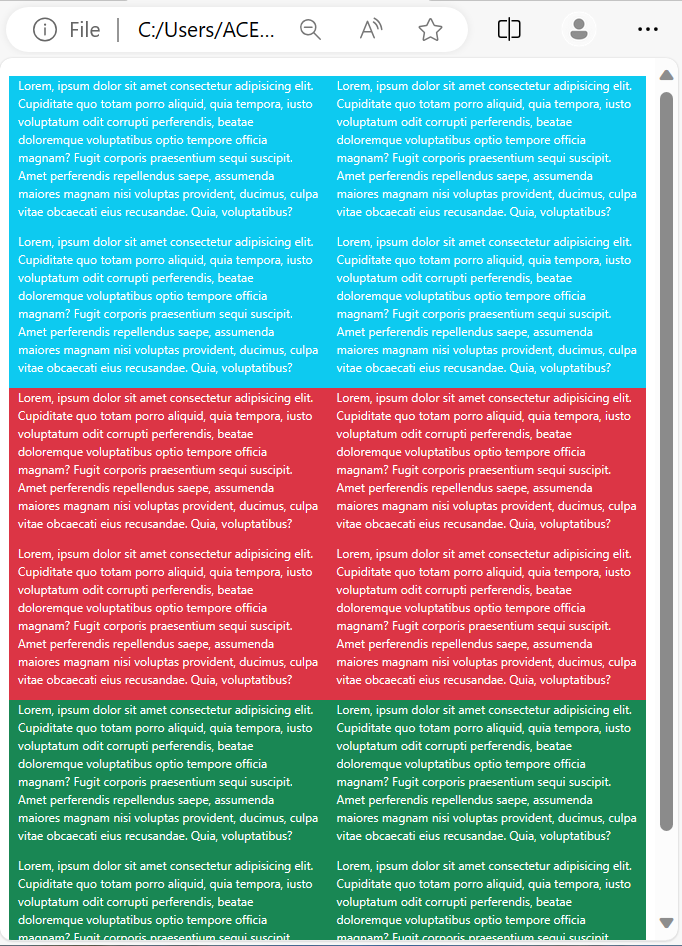 File | C:/Users/ACE...
Lorem, ipsum dolor sit amet consectetur adipisicing elit.
Cupiditate quo totam porro aliquid, quia tempora, iusto
voluptatum odit corrupti perferendis, beatae
doloremque voluptatibus optio tempore officia
magnam? Fugit corporis praesentium sequi suscipit.
Amet perferendis repellendus saepe, assumenda
maiores magnam nisi voluptas provident, ducimus, culpa
vitae obcaecati eius recusandae. Quia, voluptatibus?
Lorem, ipsum dolor sit amet consectetur adipisicing elit.
Cupiditate quo totam porro aliquid, quia tempora, iusto
voluptatum odit corrupti perferendis, beatae
doloremque voluptatibus optio tempore officia
magnam? Fugit corporis praesentium sequi suscipit.
Amet perferendis repellendus saepe, assumenda
maiores magnam nisi voluptas provident, ducimus, culpa
vitae obcaecati eius recusandae. Quia, voluptatibus?
Lorem, ipsum dolor sit amet consectetur adipisicing elit.
Cupiditate quo totam porro aliquid, quia tempora, iusto
voluptatum odit corrupti perferendis, beatae
doloremque voluptatibus optio tempore officia
magnam? Fugit corporis praesentium sequi suscipit.
Amet perferendis repellendus saepe, assumenda
maiores magnam nisi voluptas provident, ducimus, culpa
vitae obcaecati eius recusandae. Quia, voluptatibus?
Lorem, ipsum dolor sit amet consectetur adipisicing elit.
Cupiditate quo totam porro aliquid, quia tempora, iusto
voluptatum odit corrupti perferendis, beatae
doloremque voluptatibus optio tempore officia
magnam? Fugit corporis praesentium sequi suscipit.
Amet perferendis repellendus saepe, assumenda
maiores magnam nisi voluptas provident, ducimus, culpa
vitae obcaecati eius recusandae. Quia, voluptatibus?
Lorem, ipsum dolor sit amet consectetur adipisicing elit.
Cupiditate quo totam porro aliquid, quia tempora, iusto
voluptatum odit corrupti perferendis, beatae
doloremque voluptatibus optio tempore officia
magnam? Fugit corporis praesentium sequi suscipit.
Amet perferendis repellendus saepe, assumenda
maiores magnam nisi voluptas provident, ducimus, culpa
vitae obcaecati eius recusandae. Quia, voluptatibus?
Lorem, ipsum dolor sit amet consectetur adipisicing elit.
Cupiditate quo totam porro aliquid, quia tempora, iusto
voluptatum odit corrupti perferendis, beatae
doloremque voluptatibus optio tempore officia
magnam? Fugit corporis praesentium sequi suscipit.
Amet perferendis repellendus saepe, assumenda
maiores magnam nisi voluptas provident, ducimus, culpa
vitae obcaecati eius recusandae. Quia, voluptatibus?
Lorem, ipsum dolor sit amet consectetur adipisicing elit.
Cupiditate quo totam porro aliquid, quia tempora, iusto
voluptatum odit corrupti perferendis, beatae
doloremque voluptatibus optio tempore officia
magnam? Fugit corporis praesentium sequi suscipit.
Amet perferendis repellendus saepe, assumenda
maiores magnam nisi voluptas provident, ducimus, culpa
vitae obcaecati eius recusandae. Quia, voluptatibus?
Lorem, ipsum dolor sit amet consectetur adipisicing elit.
Cupiditate quo totam porro aliquid, quia tempora, iusto
voluptatum odit corrupti perferendis, beatae
doloremque voluptatibus optio tempore officia
magnam? Fugit corporis praesentium sequi suscipit.
Amet perferendis repellendus saepe, assumenda
maiores magnam nisi voluptas provident, ducimus, culpa
vitae obcaecati eius recusandae. Quia, voluptatibus?
Lorem, ipsum dolor sit amet consectetur adipisicing elit.
Cupiditate quo totam porro aliquid, quia tempora, iusto
voluptatum odit corrupti perferendis, beatae
doloremque voluptatibus optio tempore officia
magnam? Fugit corporis praesentium sequi suscipit.
Amet perferendis repellendus saepe, assumenda
maiores magnam nisi voluptas provident, ducimus, culpa
vitae obcaecati eius recusandae. Quia, voluptatibus?
Lorem, ipsum dolor sit amet consectetur adipisicing elit.
Cupiditate quo totam porro aliquid, quia tempora, iusto
voluptatum odit corrupti perferendis, beatae
doloremque voluptatibus optio tempore officia
magnam? Fugit corporis praesentium sequi suscipit.
Lorem, ipsum dolor sit amet consectetur adipisicing elit.
Cupiditate quo totam porro aliquid, quia tempora, iusto
voluptatum odit corrupti perferendis, beatae
doloremque voluptatibus optio tempore officia
magnam? Fugit corporis praesentium sequi suscipit.
Amet perferendis repellendus saepe, assumenda
maiores magnam nisi voluptas provident, ducimus, culpa
vitae obcaecati eius recusandae. Quia, voluptatibus?
Lorem, ipsum dolor sit amet consectetur adipisicing elit.
Cupiditate quo totam porro aliquid, quia tempora, iusto
voluptatum odit corrupti perferendis, beatae
doloremque voluptatibus optio tempore officia
magnam? Fugit corporis praesentium sequi suscipit.